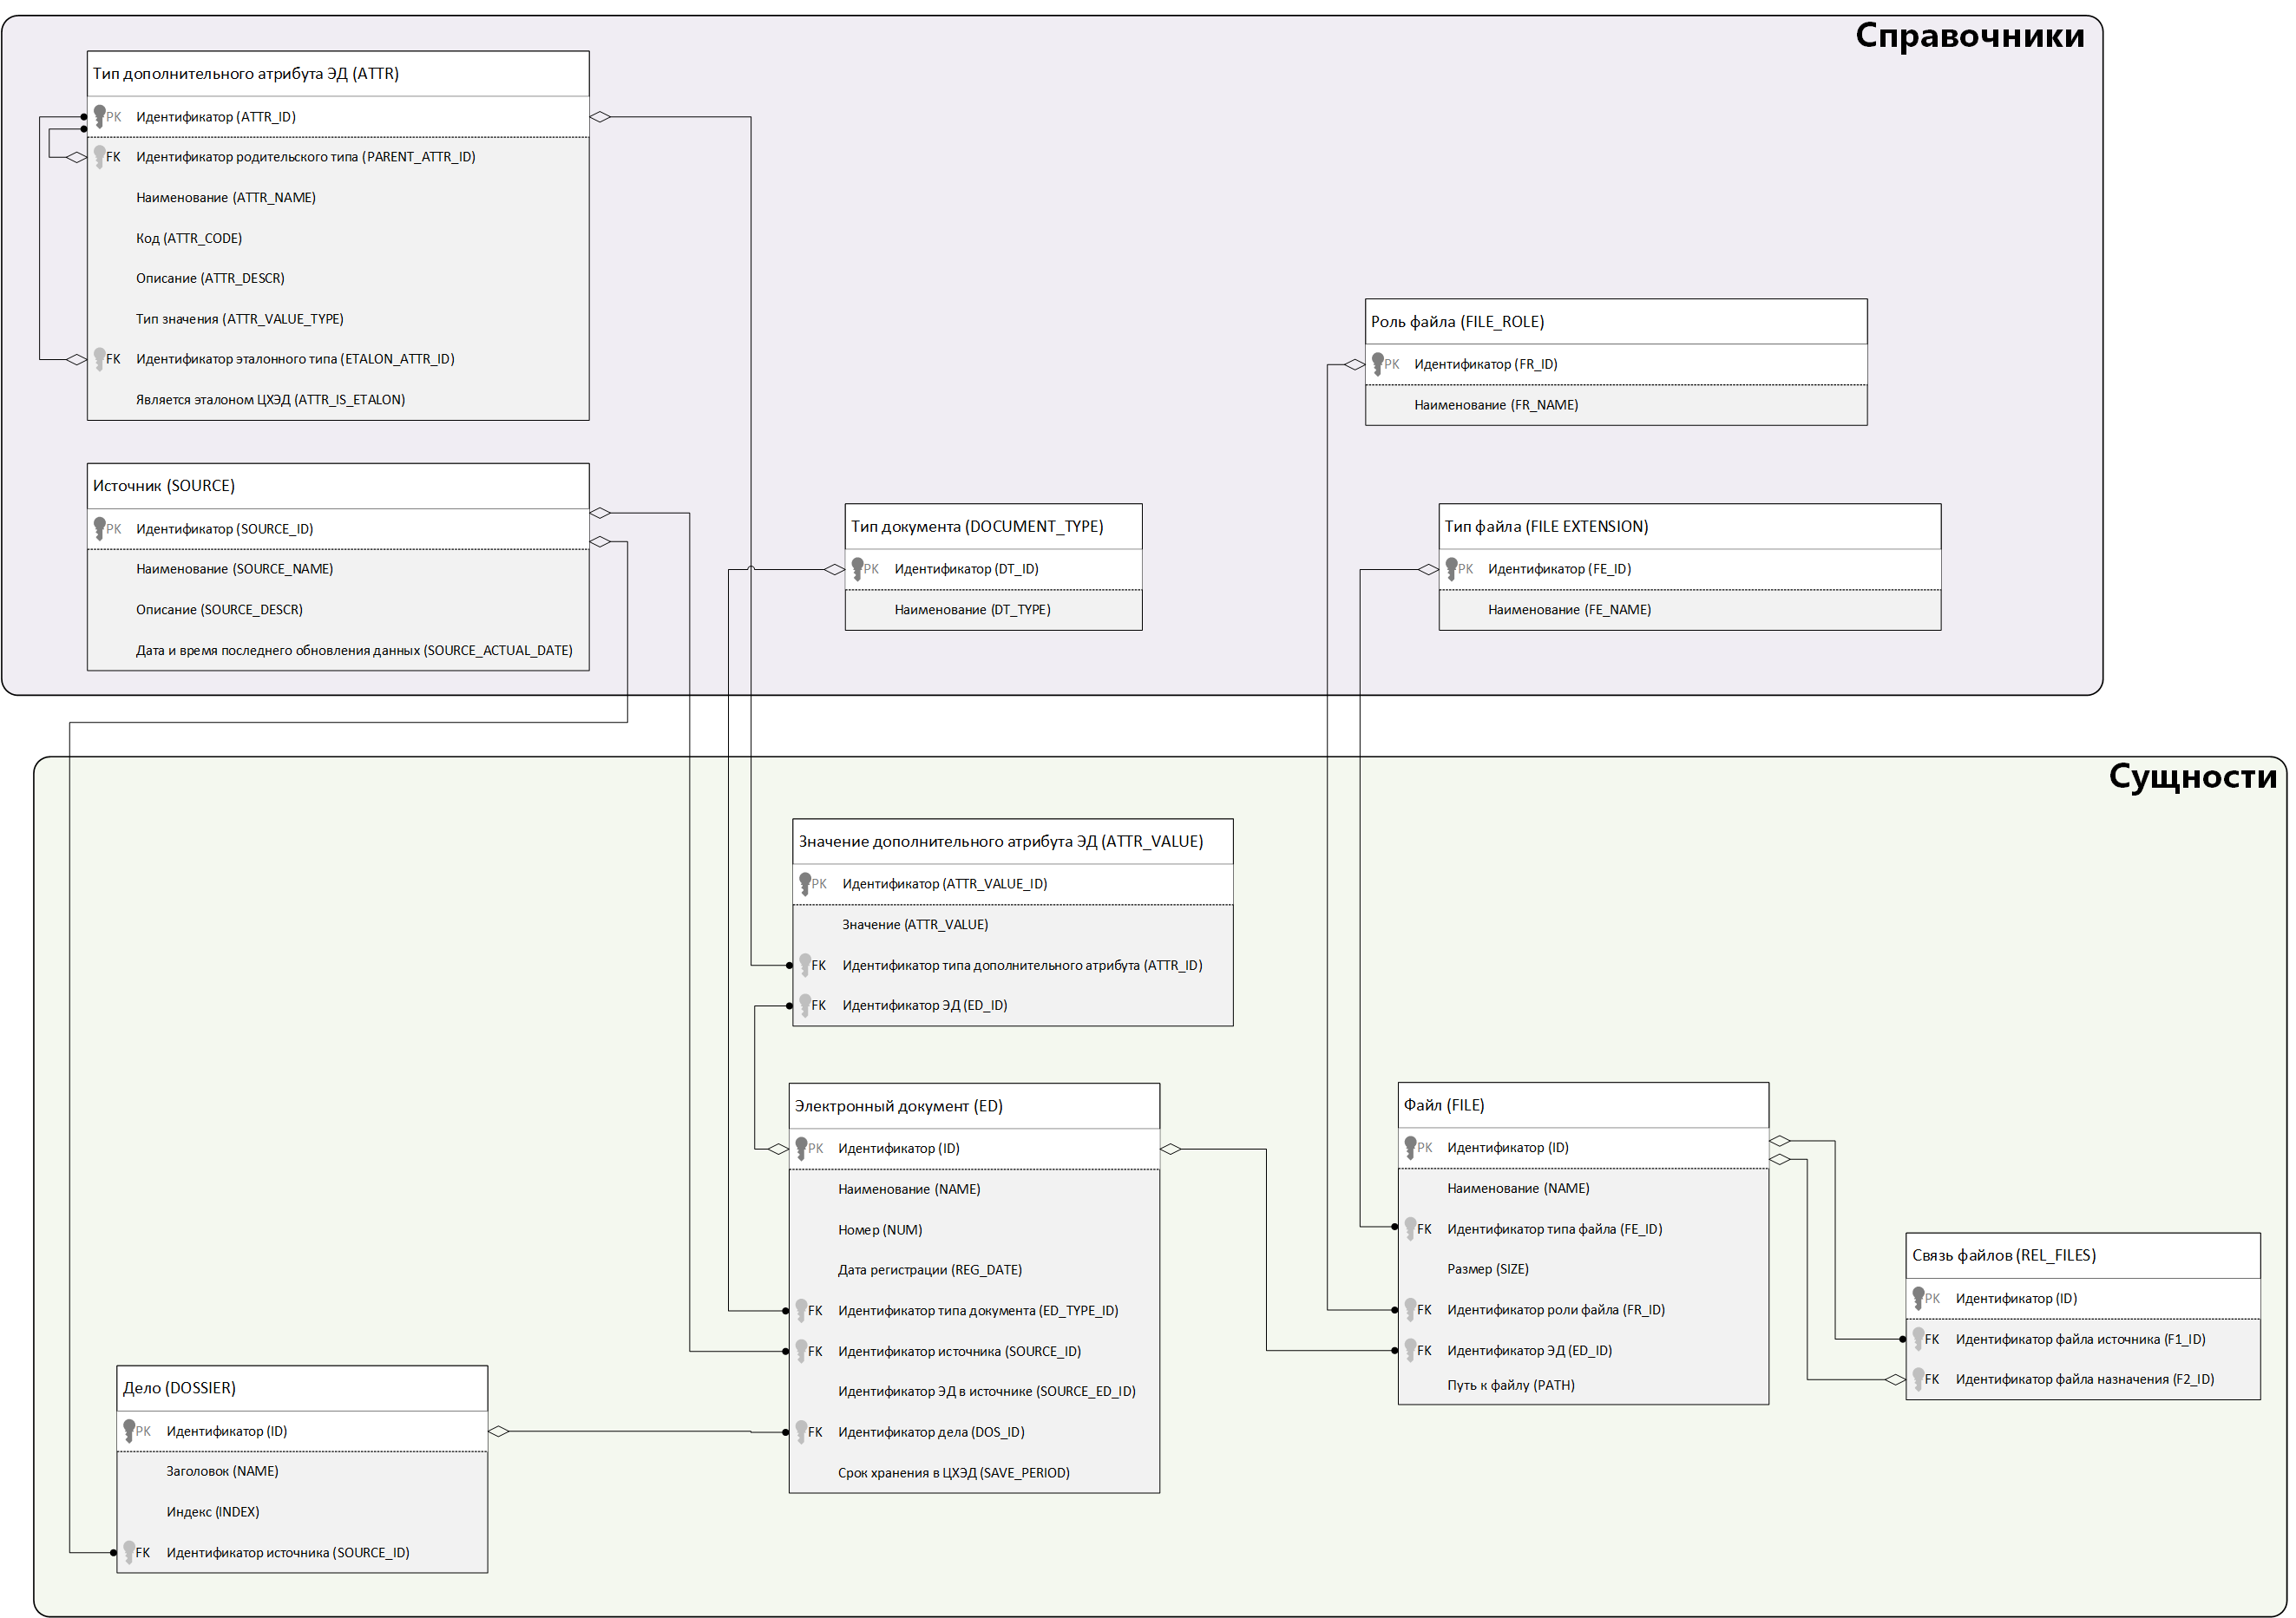 Справочники
Тип дополнительного атрибута ЭД (ATTR)
PK Идентификатор (ATTR_ID)
FK Идентификатор родительского типа (PARENT_ATTR_ID)
Наименование (ATTR_NAME)
Код (ATTR_CODE)
Описание (ATTR_DESCR)
Тип значения (ATTR_VALUE_TYPE)
FK Идентификатор эталонного типа (ETALON_ATTR_ID)
Является эталоном ЦХЭД (ATTR_IS_ETALON)
Роль файла (FILE_ROLE)
PK Идентификатор (FR_ID)
Наименование (FR_NAME)
Источник (SOURCE)
PK Идентификатор (SOURCE_ID)
Наименование (SOURCE_NAME)
Описание (SOURCE_DESCR)
Дата и время последнего обновления данных (SOURCE_ACTUAL_DATE)
Тип документа (DOCUMENT_TYPE)
PK Идентификатор (DT_ID)
Наименование (DT_TYPE)
Тип файла (FILE EXTENSION)
PK Идентификатор (FE_ID)
Наименование (FE_NAME)
Сущности
Значение дополнительного атрибута ЭД (ATTR_VALUE)
PK Идентификатор (ATTR_VALUE_ID)
Значение (ATTR_VALUE)
FK Идентификатор типа дополнительного атрибута (ATTR_ID)
FK Идентификатор ЭД (ED_ID)
Электронный документ (ED)
PK Идентификатор (ID)
Наименование (NAME)
Номер (NUM)
Дата регистрации (REG_DATE)
FK Идентификатор типа документа (ED_TYPE_ID)
FK Идентификатор источника (SOURCE_ID)
Идентификатор ЭД в источнике (SOURCE_ED_ID)
FK Идентификатор дела (DOS_ID)
Срок хранения в ЦХЭД (SAVE_PERIOD)
Файл (FILE)
PK Идентификатор (ID)
Наименование (NAME)
FK Идентификатор типа файла (FE_ID)
Размер (SIZE)
FK Идентификатор роли файла (FR_ID)
FK Идентификатор ЭД (ED_ID)
Путь к файлу (PATH)
Связь файлов (REL_FILES)
PK Идентификатор (ID)
FK Идентификатор файла источника (F1_ID)
FK Идентификатор файла назначения (F2_ID)
Дело (DOSSIER)
PK Идентификатор (ID)
Заголовок (NAME)
Индекс (INDEX)
FK Идентификатор источника (SOURCE_ID)